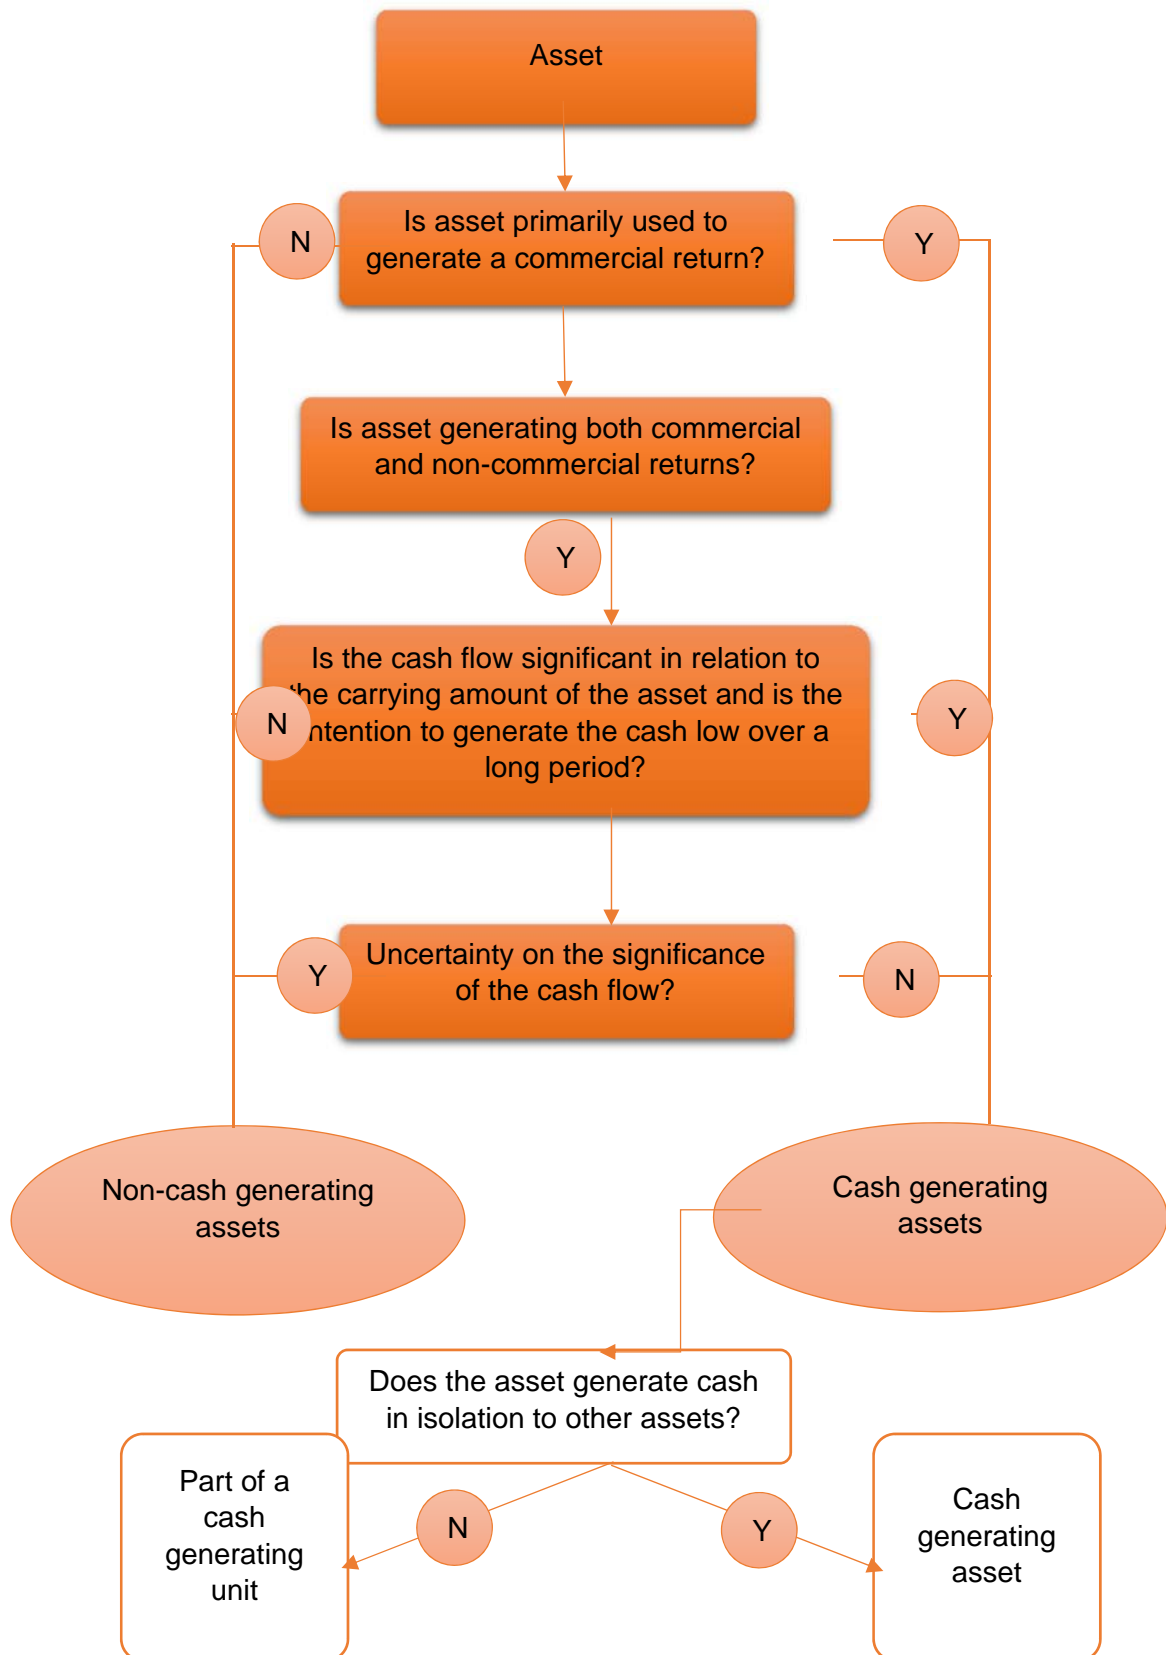 Asset
Is asset primarily used to
generate a commercial return?
N
Y
Is asset generating both commercial
and non-commercial returns?
Y
Is the cash flow significant in relation to
the carrying amount of the asset and is the
ntention to generate the cash low over a
long period?
N
Y
Uncertainty on the significance
of the cash flow?
Y
N
Non-cash generating
assets
Cash generating
assets
Does the asset generate cash
in isolation to other assets?
N
Y
Part of a
cash
generating
unit
Cash
generating
asset